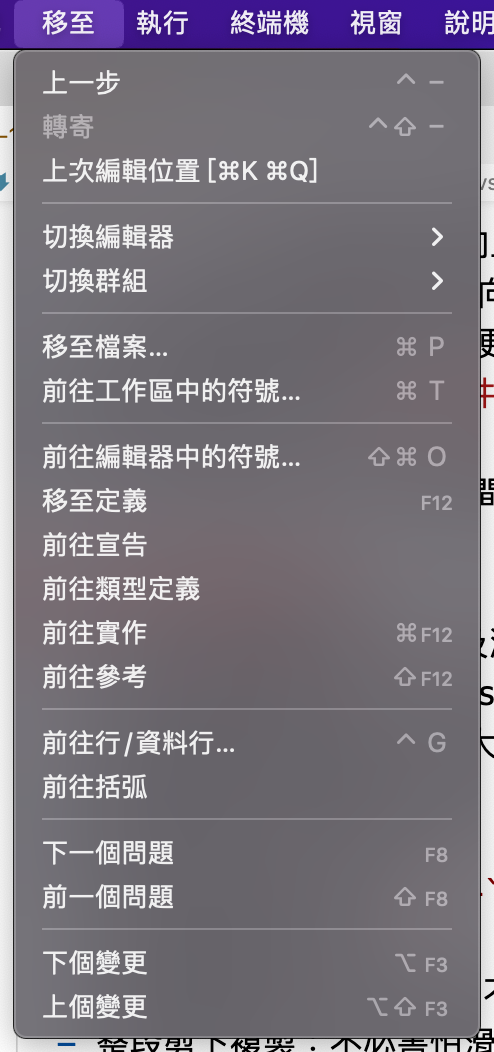 移至 執行 終端機 視窗 說明
上一步 ⌃ −
轉寄 ⌃⇧ −
上次編輯位置 [⌘K ⌘Q]
切換編輯器 >
切換群組 >
移至檔案... ⌘ P
前往工作區中的符號... ⌘ T
前往編輯器中的符號... ⇧⌘ O
移至定義 F12
前往宣告
前往類型定義
前往實作 ⌘F12
前往參考 ⇧F12
前往行/資料行... ⌃ G
前往括弧
下一個問題 F8
前一個問題 ⇧ F8
下個變更 ⌥ F3
上個變更 ⌥⇧ F3